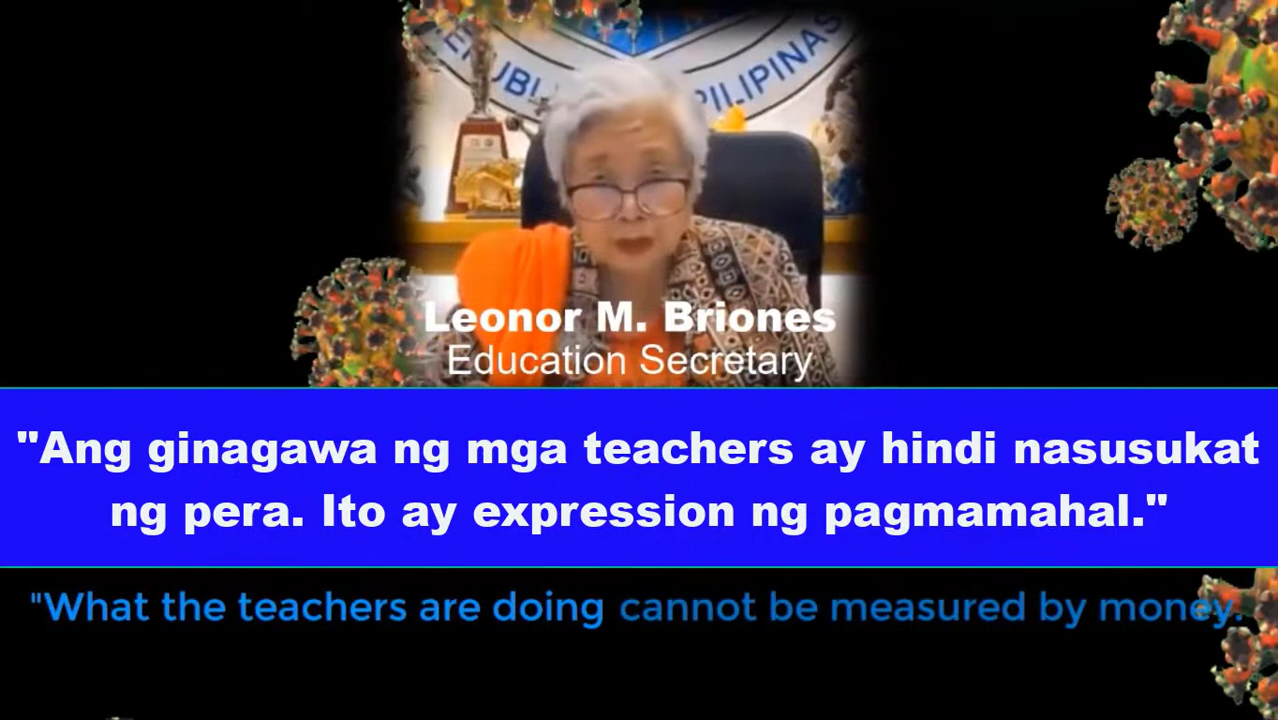 PILIPINAS
Leonor M. Briones
Education Secretary
"Ang ginagawa ng mga teachers ay hindi nasusukat
ng pera. Ito ay expression ng pagmamahal."
"What the teachers are doing cannot be measured by money.